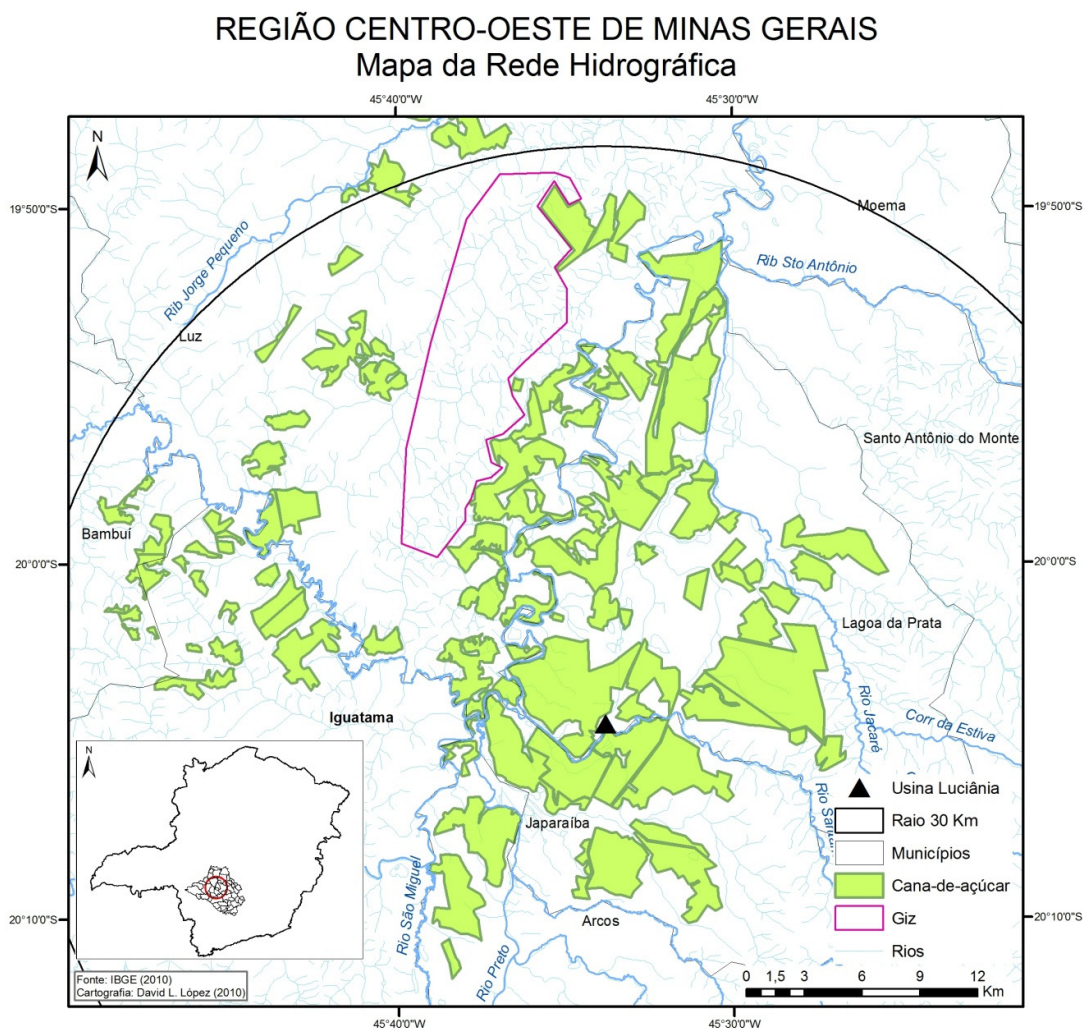 REGIÃO CENTRO-OESTE DE MINAS GERAIS
Mapa da Rede Hidrográfica
45°40'0"W
45°30'0"W
N
19°50'0"S
Moema
19°50'0"S
Rib Jorge Pequeno
Rib Sto Antônio
Luz
Santo Antônio do Monte
Bambuí
20°0'0"S
20°0'0"S
Lagoa da Prata
Iguatama
Rio Jacaré
Corr da Estiva
N
Usina Luciânia
Rio
Raio 30 Km
Japaraíba
Municípios
Cana-de-açúcar
Rio São Miguel
20°10'0"S
Arcos
Giz
20°10'0"S
Rio Preto
Rios
Fonte: IBGE (2010)
Cartografia: David L. López (2010)
0 1,5 3 6 9 12
Km
45°40'0"W
45°30'0"W